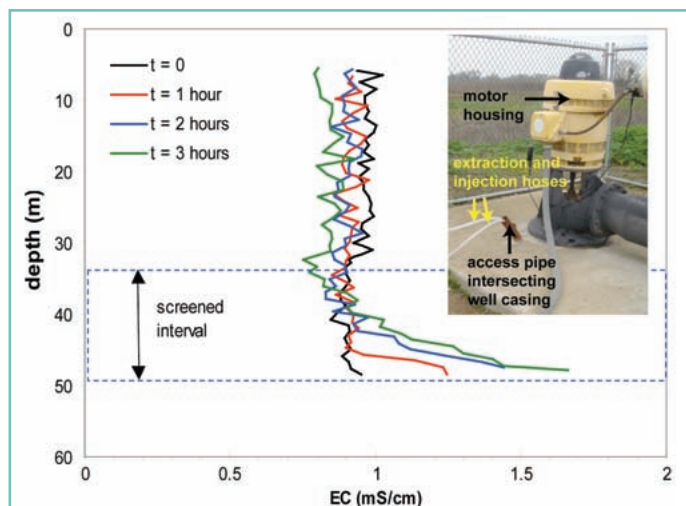 0
10
20
30
40
50
60
depth (m)
t = 0
t = 1 hour
t = 2 hours
t = 3 hours
screened
interval
motor
housing
extraction and
injection hoses
access pipe
intersecting
well casing
0
0.5
1
1.5
2
EC (mS/cm)